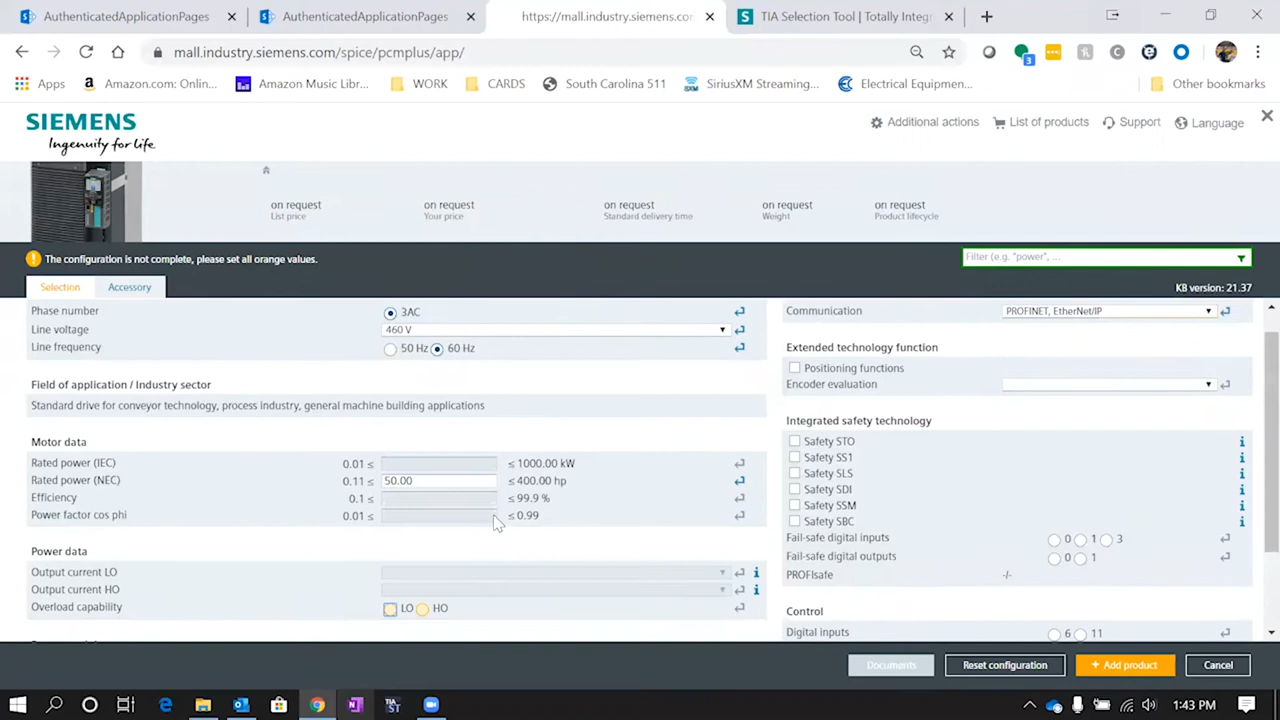 AuthenticatedApplicationPages
AuthenticatedApplicationPages
https://mall.industry.siemens.cor
TIA Selection Tool | Totally Integr
mall.industry.siemens.com/spice/pcmplus/app/
3
Apps
Amazon.com: Onlin...
Amazon Music Libr...
WORK
CARDS
South Carolina 511
SiriusXM Streaming...
Electrical Equipmen...
Other bookmarks
SIEMENS
Ingenuity for life
Additional actions
List of products
Support
Language
on request
List price
on request
Your price
on request
Standard delivery time
on request
Weight
on request
Product lifecycle
The configuration is not complete, please set all orange values.
Filter (e.g. "power", ...
Selection
Accessory
KB version: 21.37
Phase number
3AC
Line voltage
460 V
Line frequency
50 Hz
60 Hz
Field of application / Industry sector
Standard drive for conveyor technology, process industry, general machine building applications
Motor data
Rated power (IEC) 0.01 ≤ ≤ 1000.00 kW
Rated power (NEC) 0.11 ≤ 50.00 ≤ 400.00 hp
Efficiency 0.1 ≤ ≤ 99.9 %
Power factor cos phi 0.01 ≤ ≤ 0.99
Power data
Output current LO
Output current HO
Overload capability LO HO
Communication PROFINET, EtherNet/IP
Extended technology function
Positioning functions
Encoder evaluation
Integrated safety technology
Safety STO
Safety SS1
Safety SLS
Safety SDI
Safety SSM
Safety SBC
Fail-safe digital inputs 0 1 3
Fail-safe digital outputs 0 1
PROFIsafe -/-
Control
Digital inputs 6 11
Documents
Reset configuration
+ Add product
Cancel
1:43 PM